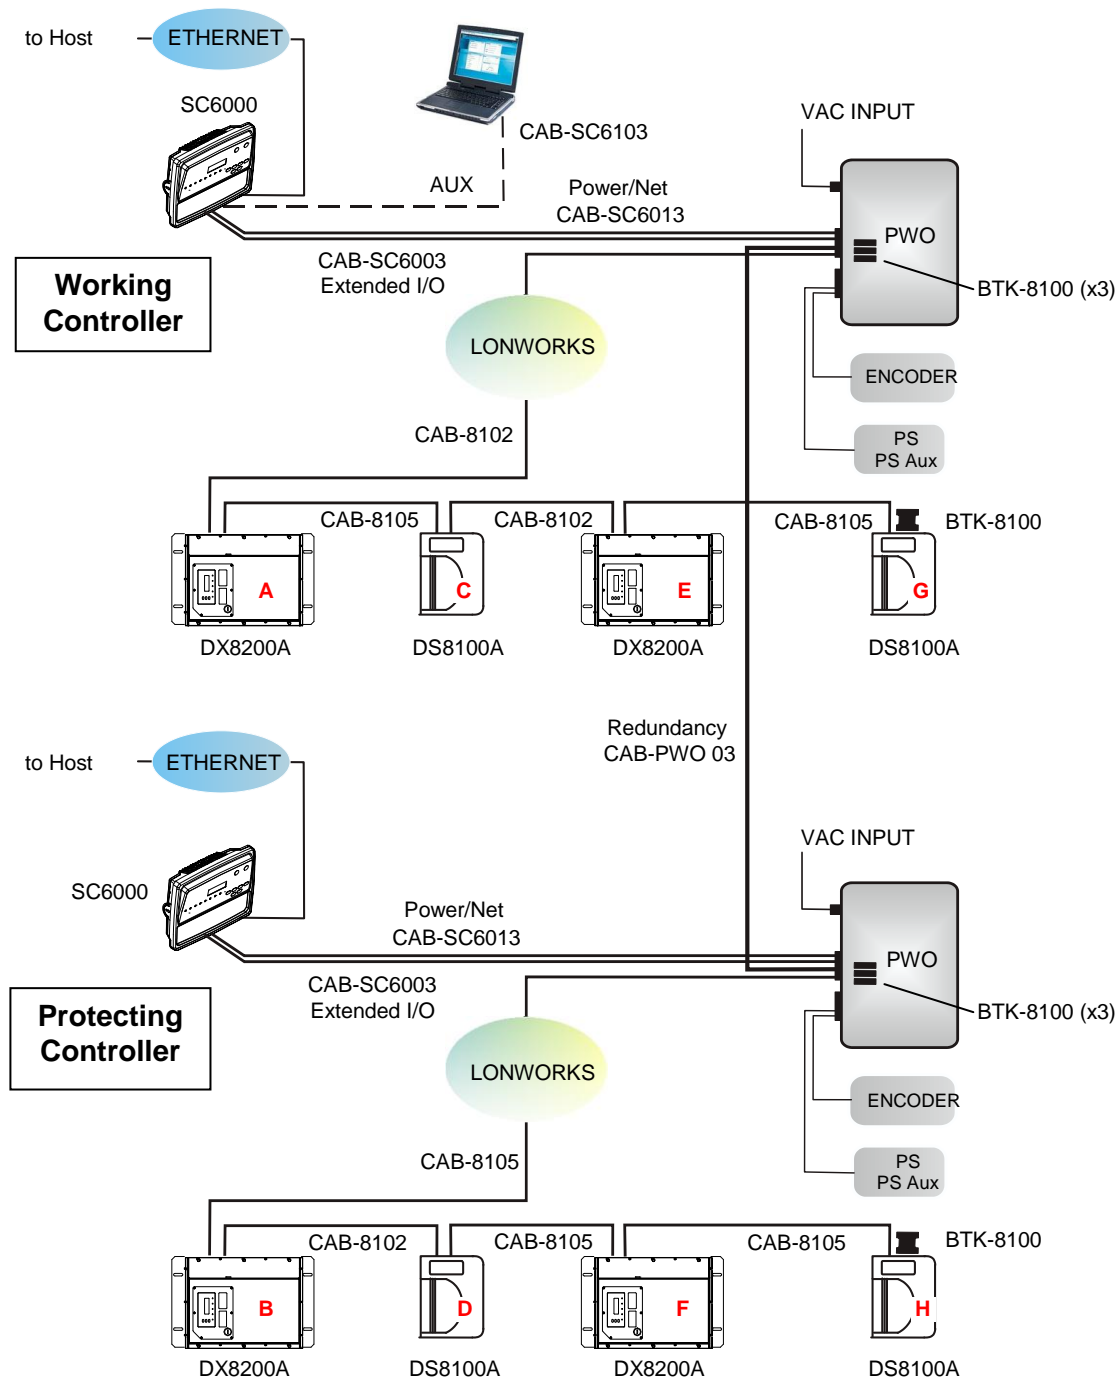 to Host
ETHERNET
SC6000
CAB-SC6103
VAC INPUT
AUX
Power/Net
CAB-SC6013
PWO
CAB-SC6003
Extended I/O
Working
Controller
BTK-8100 (x3)
LONWORKS
ENCODER
CAB-8102
PS
PS Aux
CAB-8105
CAB-8102
CAB-8105
BTK-8100
A
C
E
G
DX8200A
DS8100A
DX8200A
DS8100A
Redundancy
CAB-PWO 03
to Host
ETHERNET
VAC INPUT
SC6000
Power/Net
CAB-SC6013
PWO
CAB-SC6003
Extended I/O
Protecting
Controller
BTK-8100 (x3)
LONWORKS
ENCODER
CAB-8105
PS
PS Aux
CAB-8102
CAB-8105
CAB-8105
BTK-8100
B
D
F
H
DX8200A
DS8100A
DX8200A
DS8100A